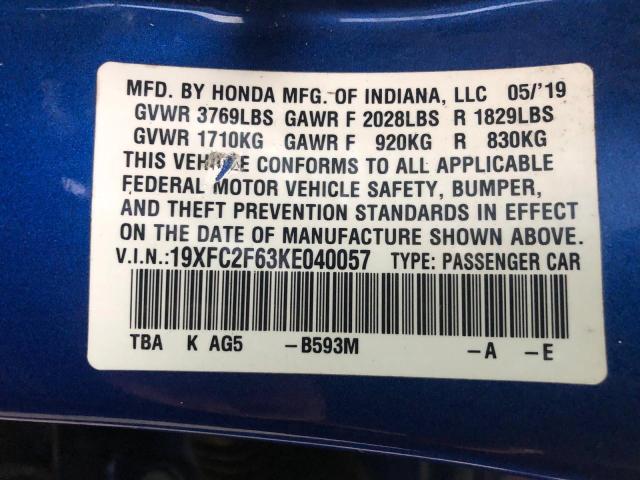 MFD. BY HONDA MFG. OF INDIANA, LLC 05/'19
GVWR 3769LBS GAWR F 2028LBS R 1829LBS
GVWR 1710KG GAWR F 920KG R 830KG
THIS VEHICLE CONFORMS TO ALL APPLICABLE
FEDERAL MOTOR VEHICLE SAFETY, BUMPER,
AND THEFT PREVENTION STANDARDS IN EFFECT
ON THE DATE OF MANUFACTURE SHOWN ABOVE.
V.I.N.:19XFC2F63KE040057 TYPE: PASSENGER CAR
TBA K AG5 -B593M -A -E